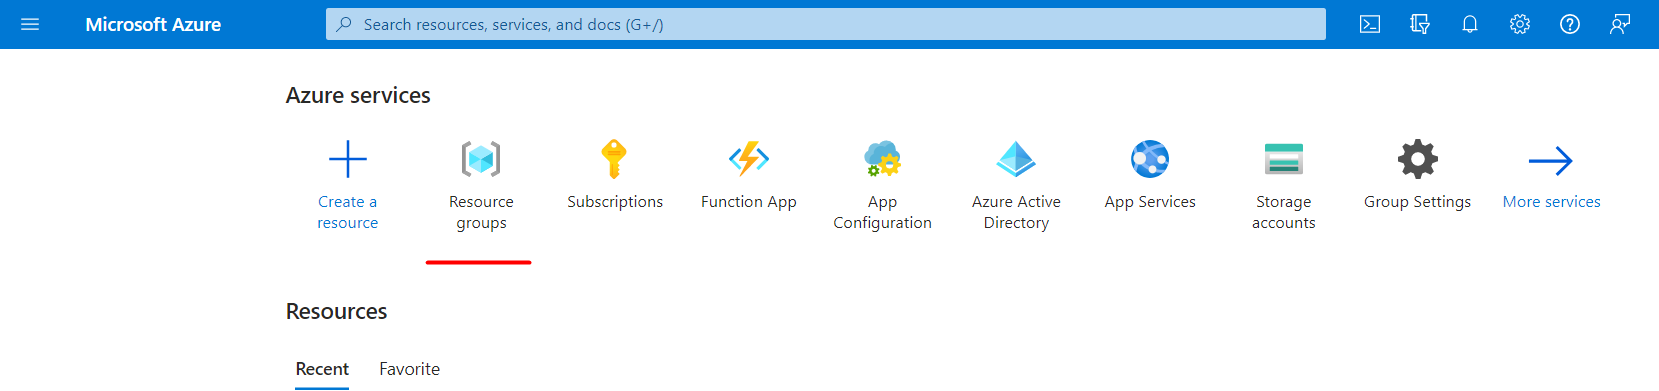 Microsoft Azure
Search resources, services, and docs (G+/)
Azure services
Create a
resource
Resource
groups
Subscriptions
Function App
App
Configuration
Azure Active
Directory
App Services
Storage
accounts
Group Settings
More services
Resources
Recent
Favorite